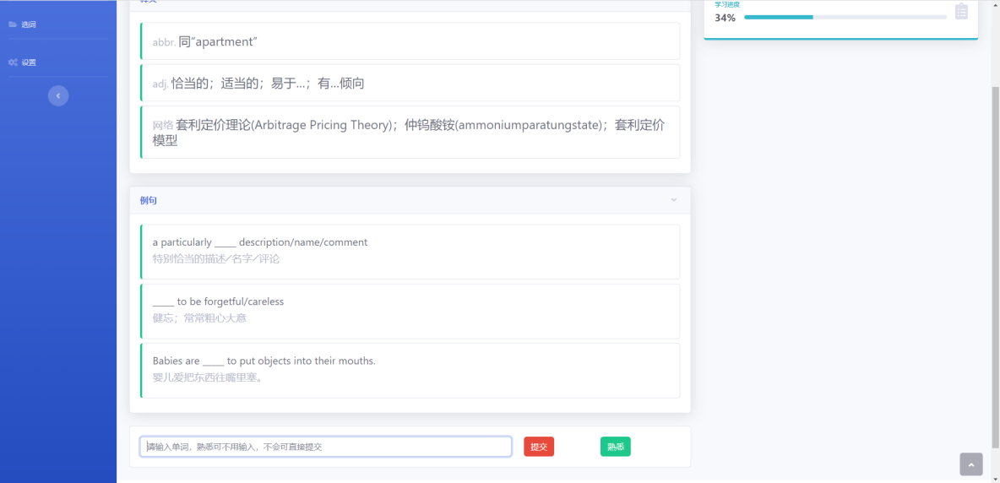 选词
设置
学习进度
34%
abbr. 同“apartment”
adj. 恰当的；适当的；易于...；有...倾向
网络 套利定价理论(Arbitrage Pricing Theory)；仲钨酸铵(ammoniumparatungstate)；套利定价
模型
例句
a particularly _____ description/name/comment
特别恰当的描述／名字／评论
_____ to be forgetful/careless
健忘；常常粗心大意
Babies are _____ to put objects into their mouths.
婴儿爱把东西往嘴里塞。
请输入单词，熟悉可不用输入，不会可直接提交
提交
熟悉